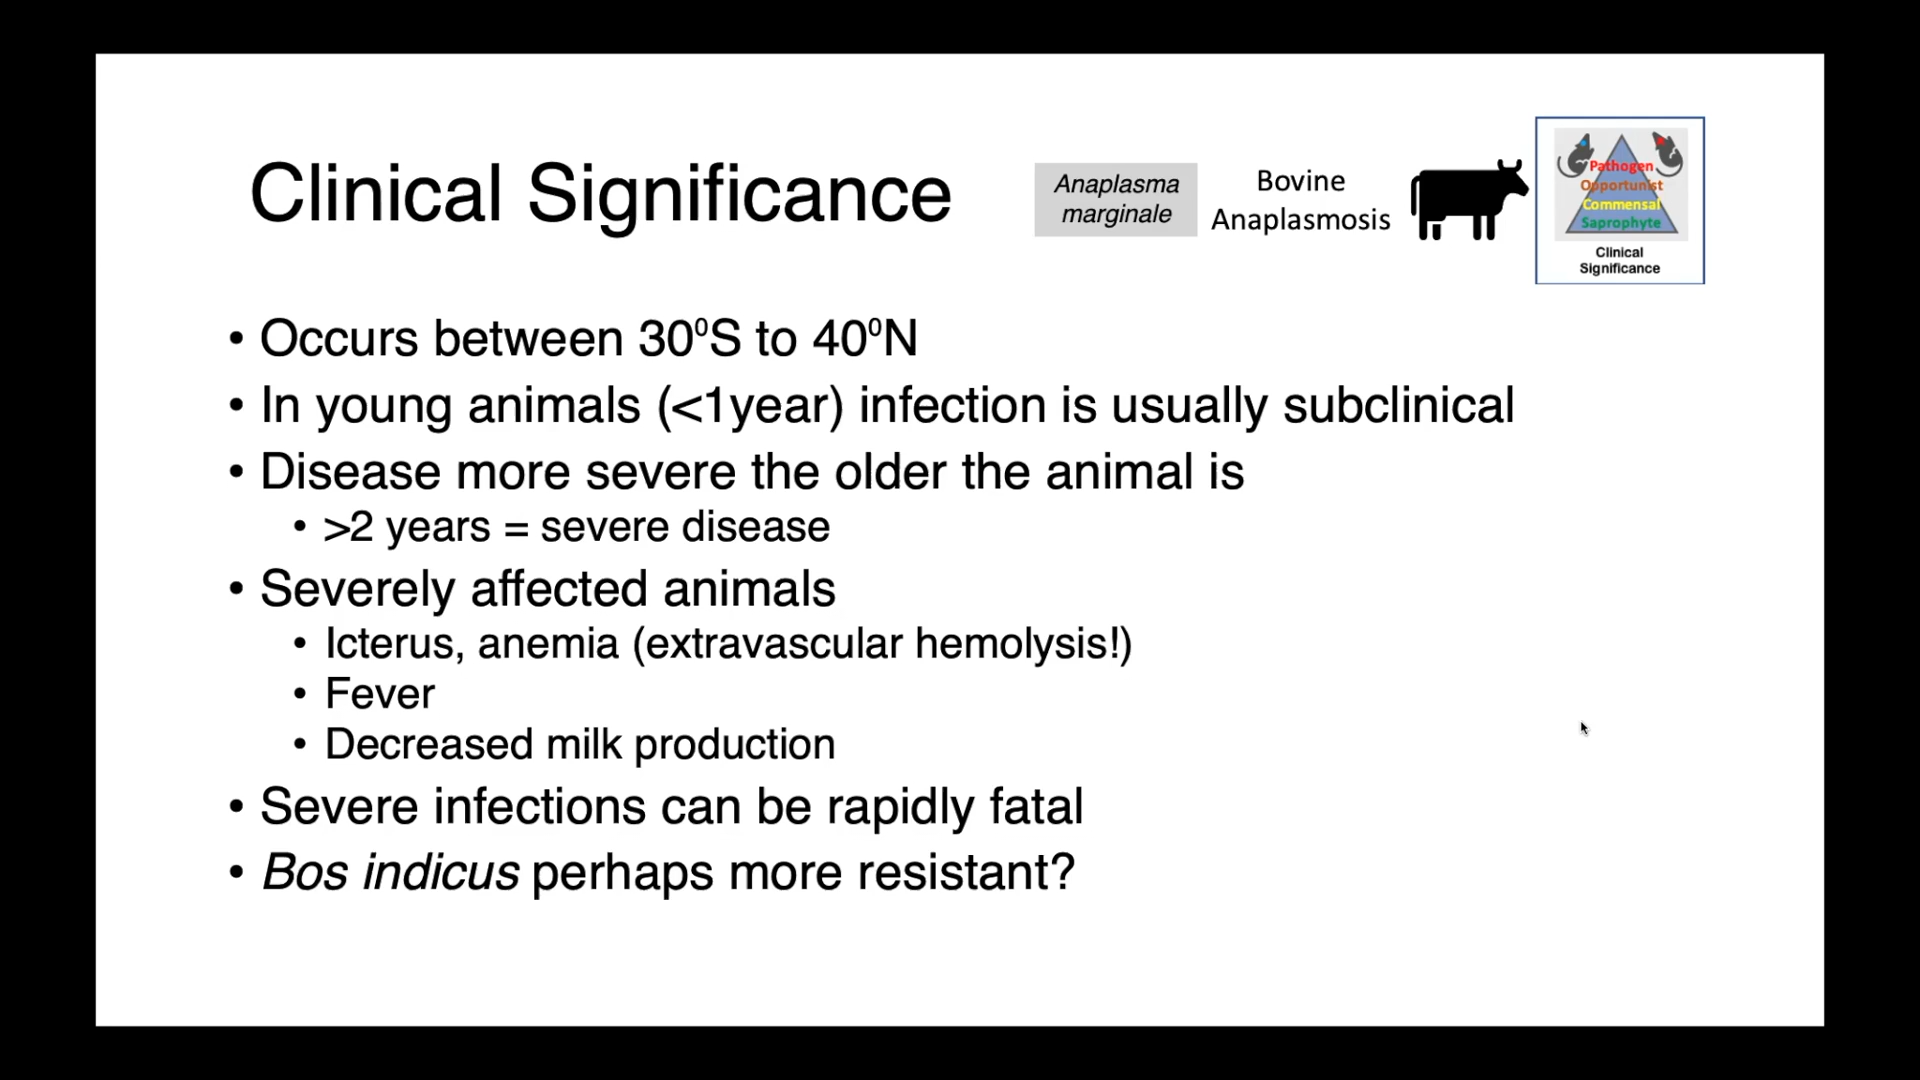 Clinical Significance
Anaplasma
marginale
Bovine
Anaplasmosis
Pathogen
Opportunist
Commensal
Saprophyte
Clinical
Significance
• Occurs between 30⁰S to 40⁰N
• In young animals (<1year) infection is usually subclinical
• Disease more severe the older the animal is
• >2 years = severe disease
• Severely affected animals
• Icterus, anemia (extravascular hemolysis!)
• Fever
• Decreased milk production
• Severe infections can be rapidly fatal
• Bos indicus perhaps more resistant?